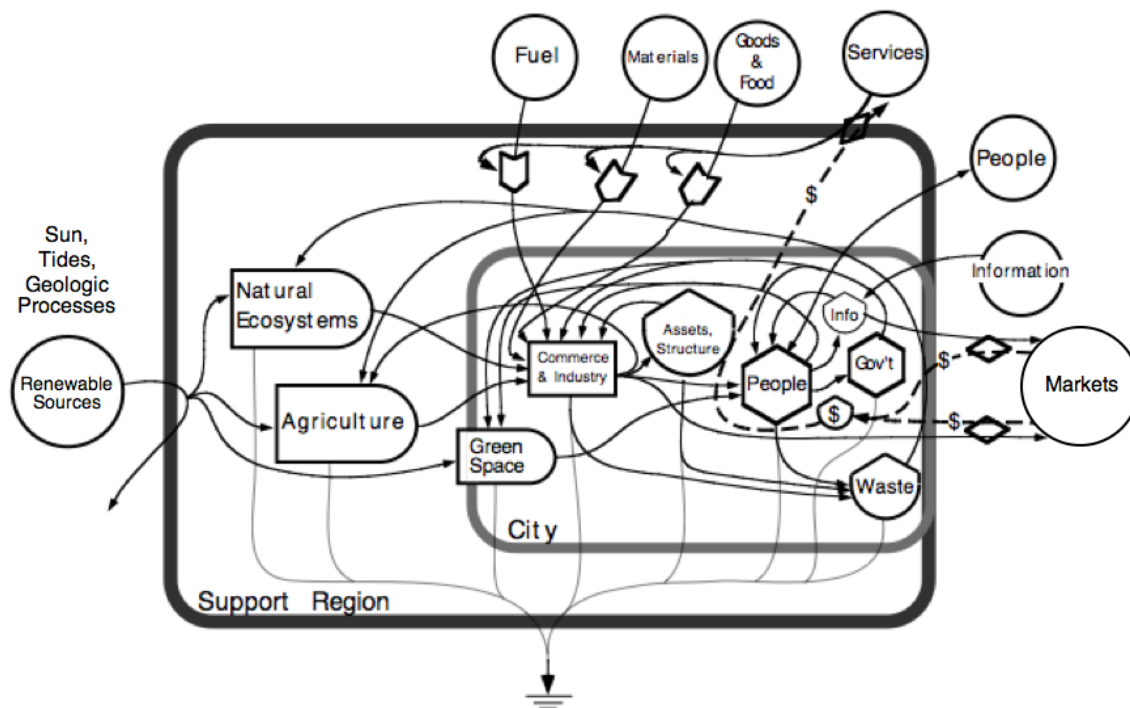 Fuel
Materials
Goods
&
Food
Services
People
Information
Markets
Sun,
Tides,
Geologic
Processes
Renewable
Sources
Natural
Ecosystems
Agriculture
Green
Space
Commerce
& Industry
Assets,
Structure
People
Info
Gov't
$
$
$
$
Waste
City
Support Region